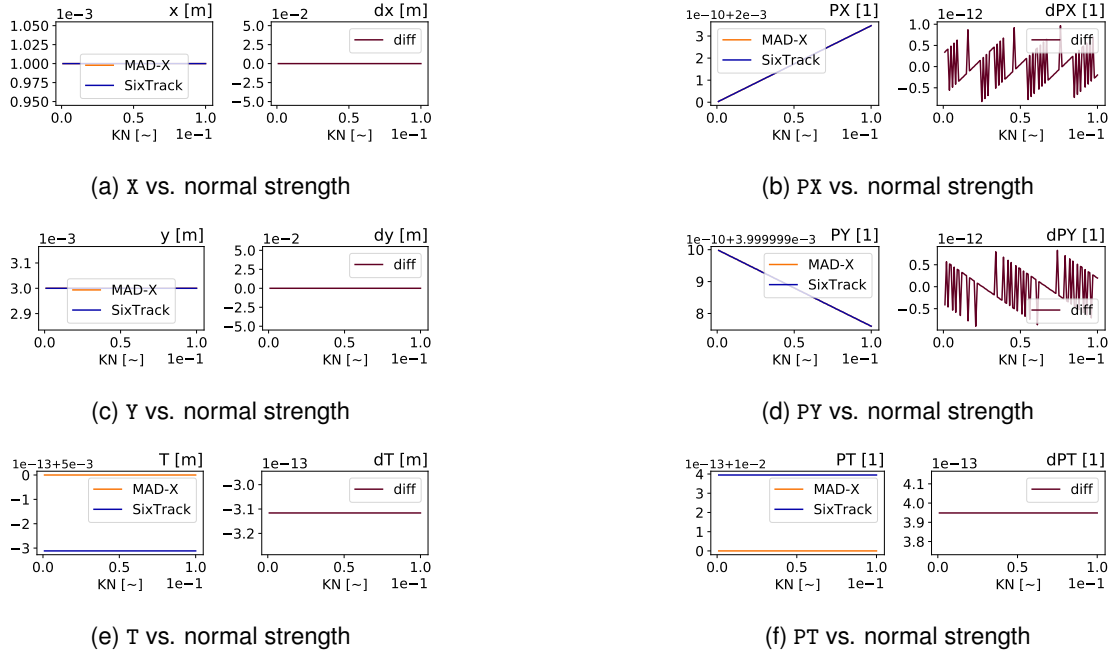 1e−3 x [m] 5e−2 dx [m] 1e−10+2e−3 PX [1] 1e−12 dPX [1]
1.050
1.025
1.000
0.975
0.950
MAD-X
SixTrack
0.0 0.5 1.0
KN [~] 1e−1
5.0
2.5
0.0
−2.5
−5.0
diff
0.0 0.5 1.0
KN [~] 1e−1
3
2
1
0
MAD-X
SixTrack
0.0 0.5 1.0
KN [~] 1e−1
1.0
0.5
0.0
−0.5
diff
0.0 0.5 1.0
KN [~] 1e−1
(a) X vs. normal strength
(b) PX vs. normal strength
1e−3 y [m] 1e−2 dy [m] 1e−10+3.999999e−3 PY [1] 1e−12 dPY [1]
3.1
3.0
2.9
MAD-X
SixTrack
0.0 0.5 1.0
KN [~] 1e−1
5.0
2.5
0.0
−2.5
−5.0
diff
0.0 0.5 1.0
KN [~] 1e−1
10
9
8
MAD-X
SixTrack
0.0 0.5 1.0
KN [~] 1e−1
0.5
0.0
−0.5
diff
0.0 0.5 1.0
KN [~] 1e−1
(c) Y vs. normal strength
(d) PY vs. normal strength
1e−13+5e−3 T [m] 1e−13 dT [m] 1e−13+1e−2 PT [1] 1e−13 dPT [1]
0
−1
−2
−3
MAD-X
SixTrack
0.0 0.5 1.0
KN [~] 1e−1
−3.0
−3.1
−3.2
diff
0.0 0.5 1.0
KN [~] 1e−1
4
3
2
1
0
MAD-X
SixTrack
0.0 0.5 1.0
KN [~] 1e−1
4.1
4.0
3.9
3.8
diff
0.0 0.5 1.0
KN [~] 1e−1
(e) T vs. normal strength
(f) PT vs. normal strength